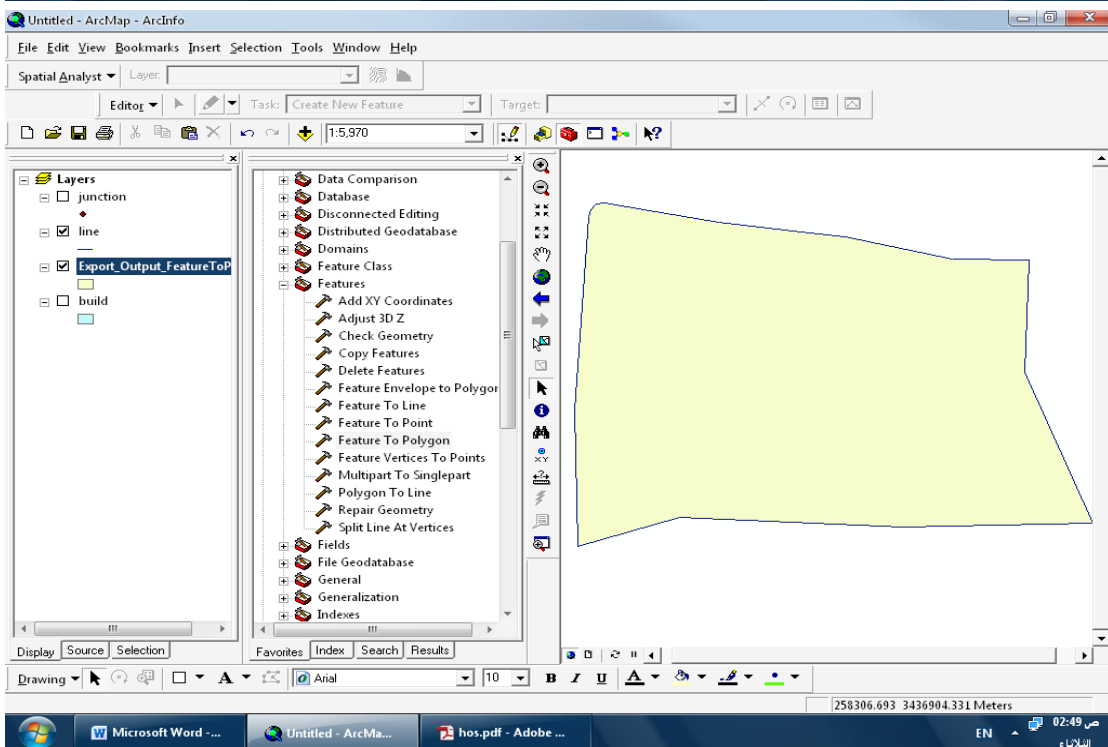 Untitled - ArcMap - ArcInfo
File Edit View Bookmarks Insert Selection Tools Window Help
Spatial Analyst Layer:
Editor Task: Create New Feature Target:
1:5,970
Layers
junction
line
Export_Output_FeatureToP
build
Display Source Selection
Data Comparison
Database
Disconnected Editing
Distributed Geodatabase
Domains
Feature Class
Features
Add XY Coordinates
Adjust 3D Z
Check Geometry
Copy Features
Delete Features
Feature Envelope to Polygor
Feature To Line
Feature To Point
Feature To Polygon
Feature Vertices To Points
Multipart To Singlepart
Polygon To Line
Repair Geometry
Split Line At Vertices
Fields
File Geodatabase
General
Generalization
Indexes
Favorites Index Search Results
XY
Drawing A Arial 10 B I U A
258306.693 3436904.331 Meters
Microsoft Word -... Untitled - ArcMa... hos.pdf - Adobe ... EN 02:49 ص
الثلاثاء